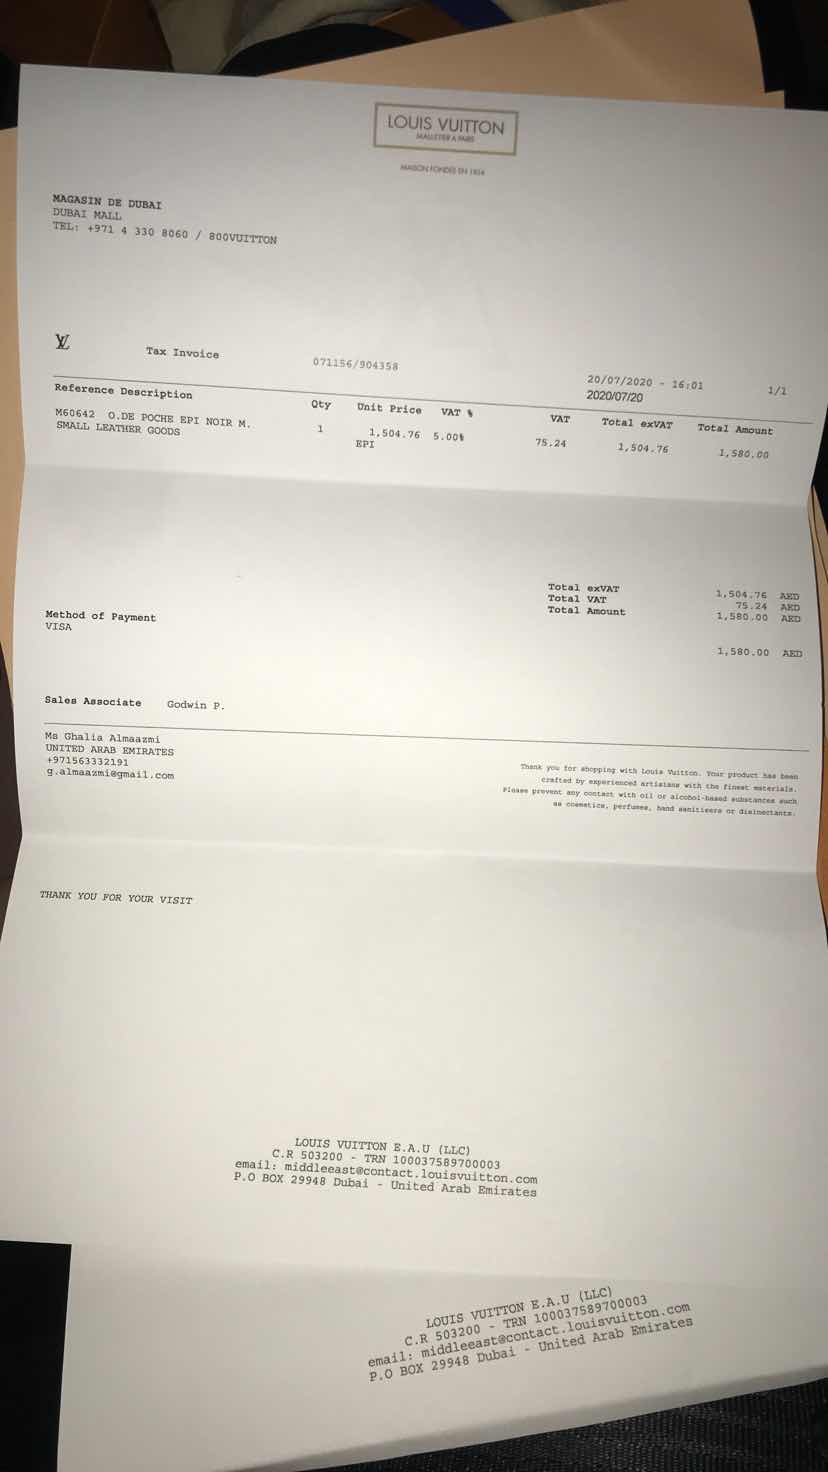 LOUIS VUITTON
MALLETIER A PARIS
MAISON FONDÉE EN 1854
MAGASIN DE DUBAI
DUBAI MALL
TEL: +971 4 330 8060 / 800VUITTON
LV Tax Invoice 071156/904358 20/07/2020 - 16:01 1/1
2020/07/20
Reference Description Qty Unit Price VAT % VAT Total exVAT Total Amount
M60642 O.DE POCHE EPI NOIR M. 1 1,504.76 5.00% 75.24 1,504.76 1,580.00
SMALL LEATHER GOODS EPI
Total exVAT 1,504.76 AED
Total VAT 75.24 AED
Total Amount 1,580.00 AED
Method of Payment
VISA 1,580.00 AED
Sales Associate Godwin P.
Ms Ghalia Almaazmi
UNITED ARAB EMIRATES
+971563332191
g.almaazmi@gmail.com
Thank you for shopping with Louis Vuitton. Your product has been
crafted by experienced artisians with the finest materials.
Please prevent any contact with oil or alcohol-based substances such
as cosmetics, perfumes, hand sanitisers or disinectants.
THANK YOU FOR YOUR VISIT
LOUIS VUITTON E.A.U (LLC)
C.R 503200 - TRN 100037589700003
email: middleeast@contact.louisvuitton.com
P.O BOX 29948 Dubai - United Arab Emirates
LOUIS VUITTON E.A.U (LLC)
C.R 503200 - TRN 100037589700003
email: middleeast@contact.louisvuitton.com
P.O BOX 29948 Dubai - United Arab Emirates